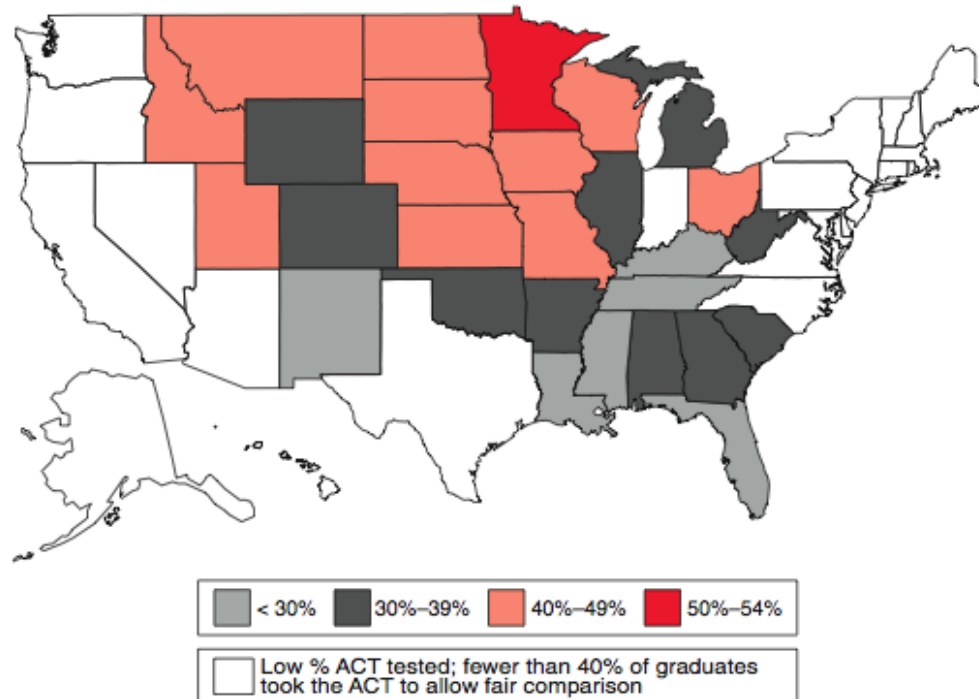 < 30% 30%–39% 40%–49% 50%–54%
Low % ACT tested; fewer than 40% of graduates
took the ACT to allow fair comparison